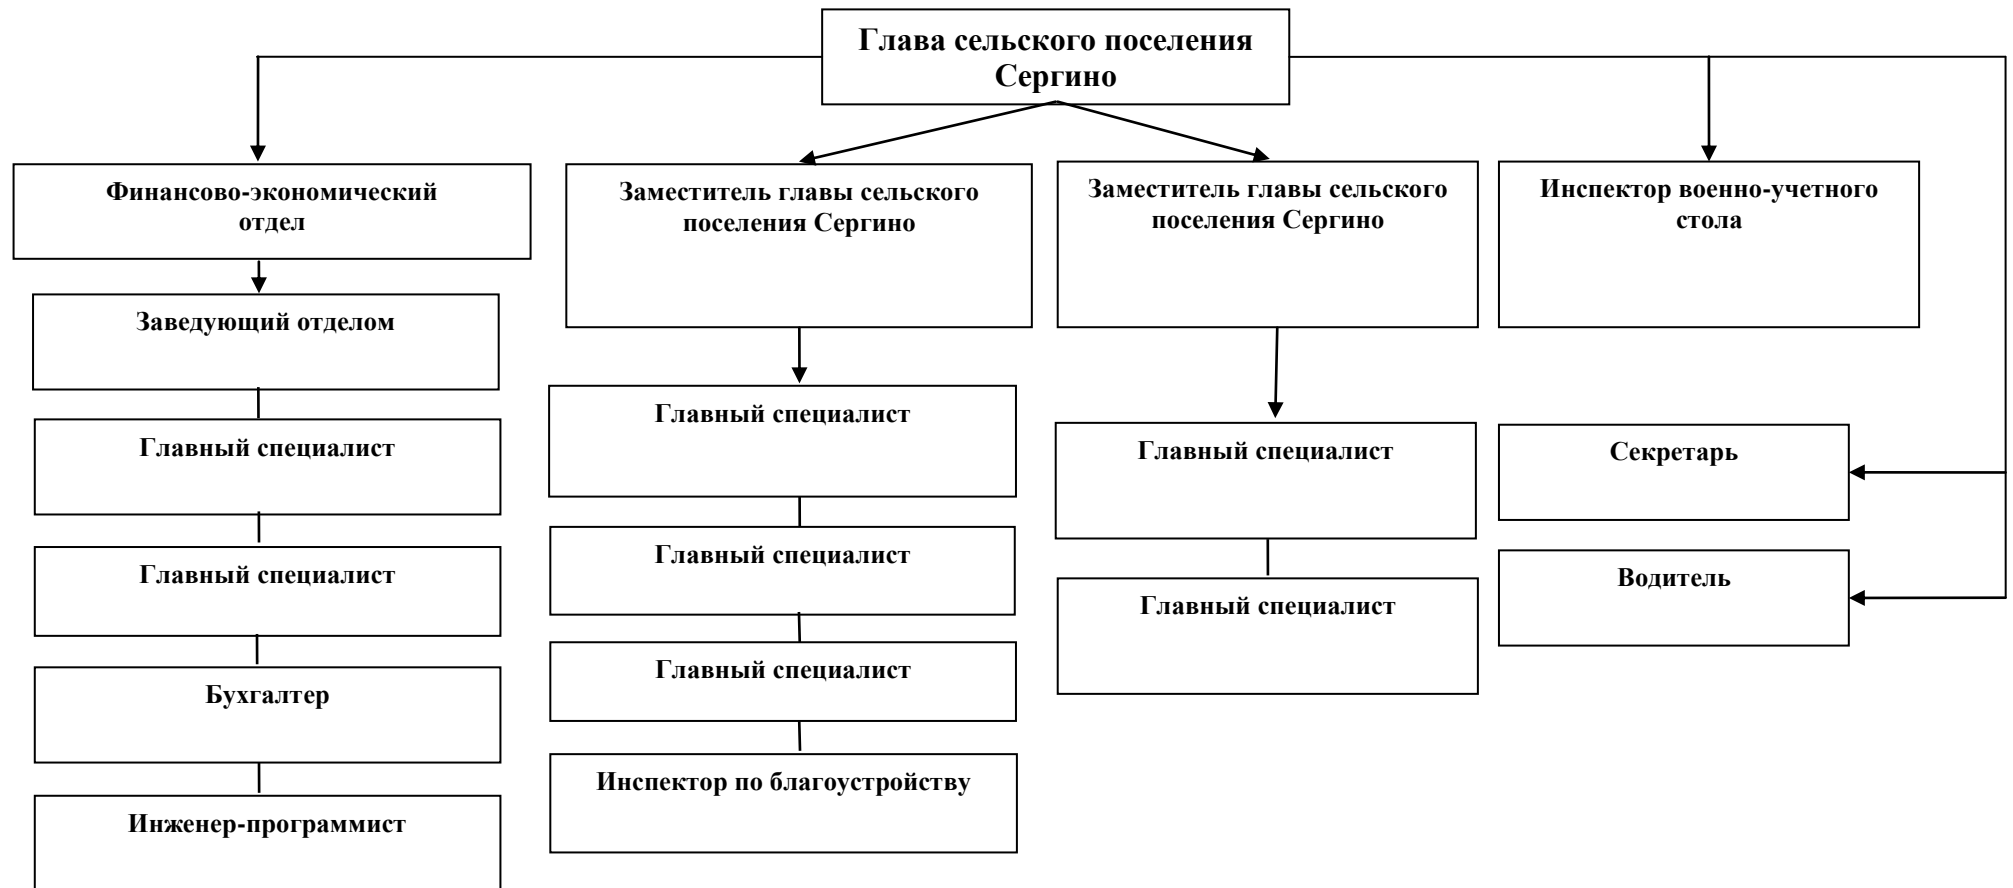 Глава сельского поселения
Сергино
Финансово-экономический
отдел
Заведующий отделом
Главный специалист
Главный специалист
Бухгалтер
Инженер-программист
Заместитель главы сельского
поселения Сергино
Главный специалист
Главный специалист
Главный специалист
Инспектор по благоустройству
Заместитель главы сельского
поселения Сергино
Главный специалист
Главный специалист
Инспектор военно-учетного
стола
Секретарь
Водитель